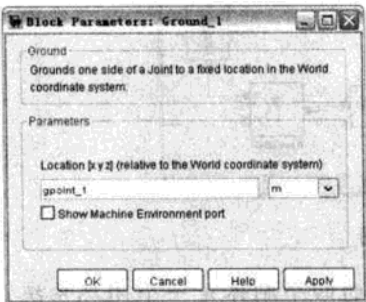 Block Parameters: Ground_1
Ground
Grounds one side of a Joint to a fixed location in the World
coordinate system.
Parameters
Location [x y z] (relative to the World coordinate system)
gpoint_1 m
Show Machine Environment port
OK Cancel Help Apply